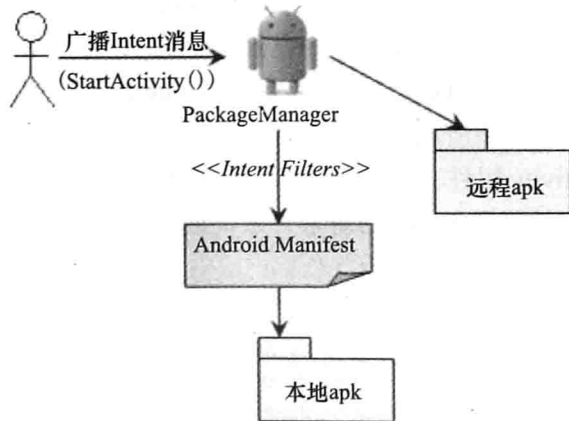 广播Intent消息
(StartActivity())
PackageManager
<<Intent Filters>>
远程apk
Android Manifest
本地apk